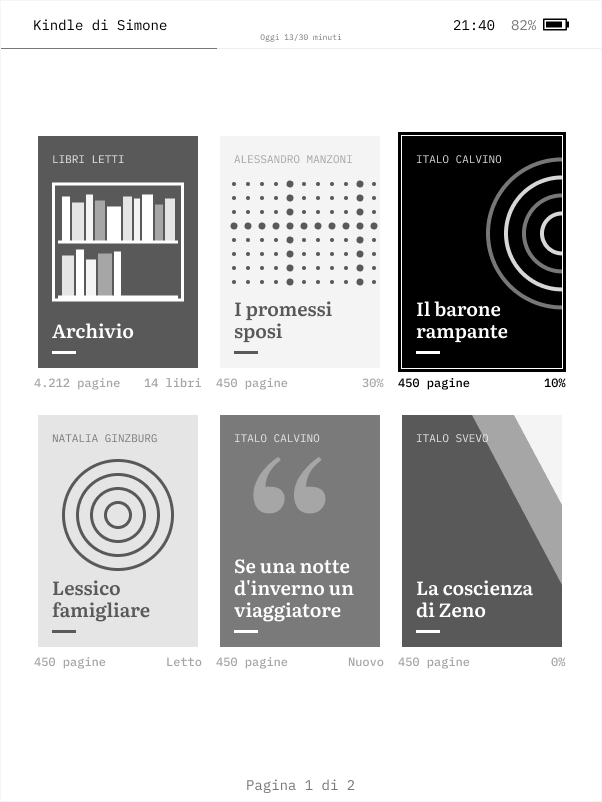 Kindle di Simone
Oggi 13/30 minuti
21:40 82%
LIBRI LETTI
Archivio
4.212 pagine 14 libri
ALESSANDRO MANZONI
I promessi
sposi
450 pagine 30%
ITALO CALVINO
Il barone
rampante
450 pagine 10%
NATALIA GINZBURG
Lessico
famigliare
450 pagine Letto
ITALO CALVINO
Se una notte
d'inverno un
viaggiatore
450 pagine Nuovo
ITALO SVEVO
La coscienza
di Zeno
450 pagine 0%
Pagina 1 di 2